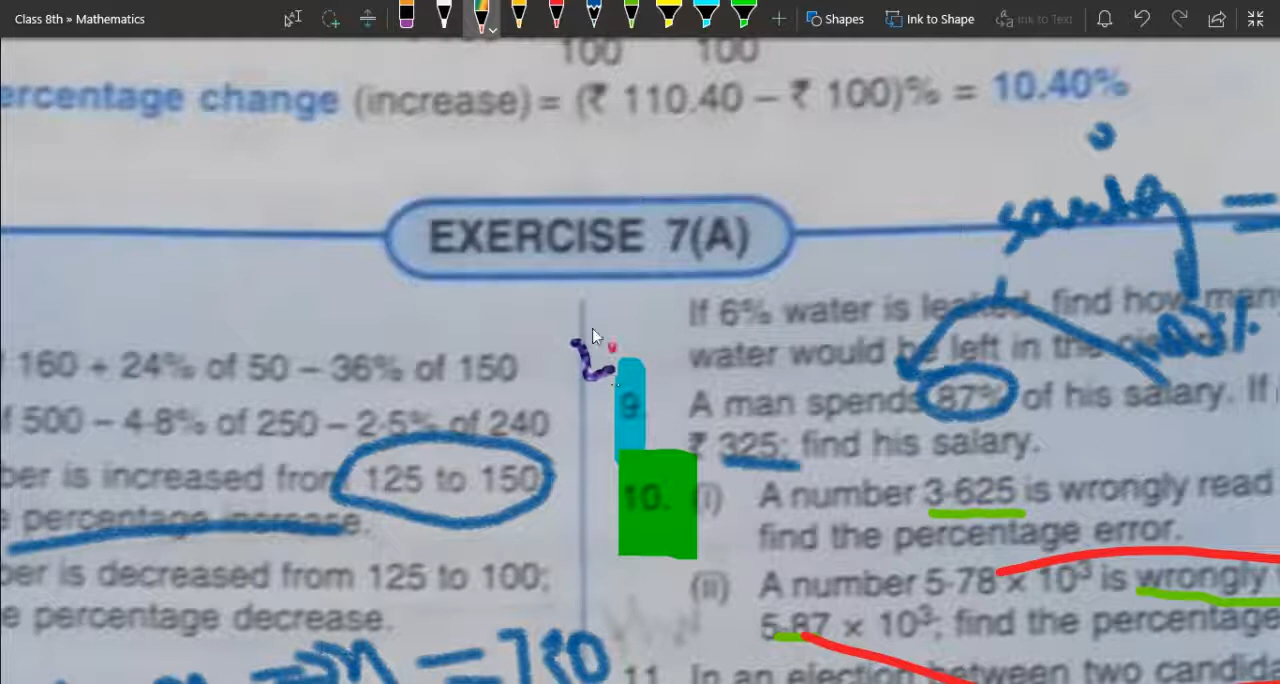 Class 8th » Mathematics
Shapes
Ink to Shape
Ink to Text
100 100
ercentage change (increase) = (₹ 110.40 – ₹ 100)% = 10.40%
EXERCISE 7(A)
160 + 24% of 50 – 36% of 150
f 500 – 4·8% of 250 – 2·5% of 240
ber is increased from 125 to 150;
e percentage increase.
ber is decreased from 125 to 100;
e percentage decrease.
= 750
If 6% water is leaked, find how man
water would be left in the
9 A man spends 87% of his salary. If
₹ 325; find his salary.
10. (i) A number 3·625 is wrongly read
find the percentage error.
(ii) A number 5·78 × 10³ is wrongly
5·87 × 10³; find the percentage
11. In an election between two candida